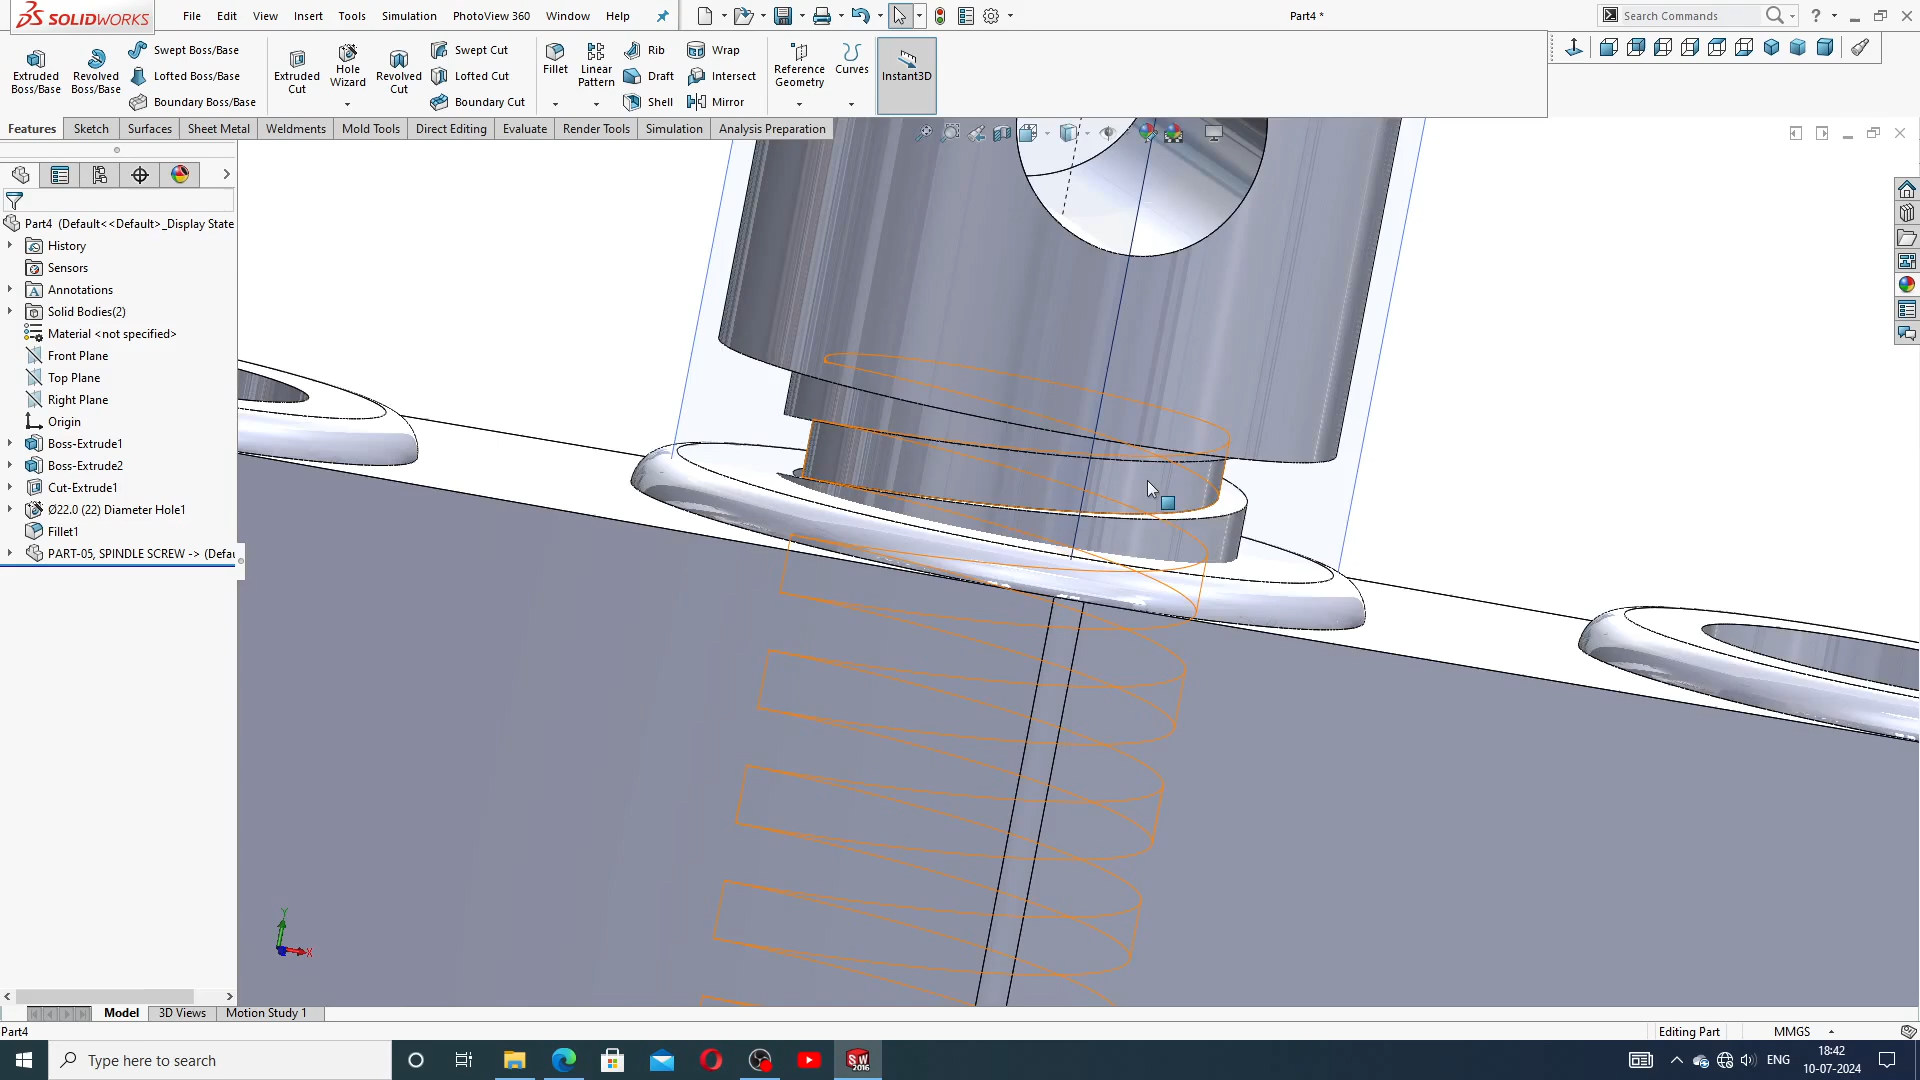 SOLIDWORKS
File Edit View Insert Tools Simulation PhotoView 360 Window Help
Part4 *
Search Commands
Extruded Boss/Base
Revolved Boss/Base
Swept Boss/Base
Lofted Boss/Base
Boundary Boss/Base
Extruded Cut
Hole Wizard
Revolved Cut
Swept Cut
Lofted Cut
Boundary Cut
Fillet
Linear Pattern
Rib
Draft
Shell
Wrap
Intersect
Mirror
Reference Geometry
Curves
Instant3D
Features Sketch Surfaces Sheet Metal Weldments Mold Tools Direct Editing Evaluate Render Tools Simulation Analysis Preparation
Part4 (Default<<Default>_Display State
History
Sensors
Annotations
Solid Bodies(2)
Material <not specified>
Front Plane
Top Plane
Right Plane
Origin
Boss-Extrude1
Boss-Extrude2
Cut-Extrude1
Ø22.0 (22) Diameter Hole1
Fillet1
PART-05, SPINDLE SCREW -> (Defau
Y
X
Model 3D Views Motion Study 1
Part4
Editing Part
MMGS
Type here to search
SW
2016
ENG
18:42
10-07-2024